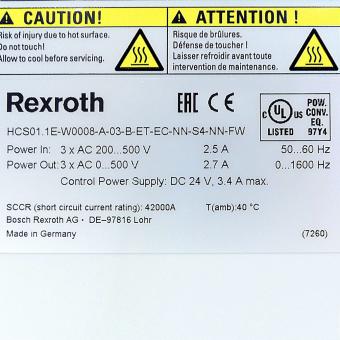 CAUTION!
Risk of injury due to hot surface.
Do not touch!
Allow to cool before servicing.
ATTENTION !
Risque de brûlures.
Défense de toucher !
Laisser refroidir avant toute
intervention de maintenance.
Rexroth
EAC CE
C UL US LISTED
POW. CONV. EQ. 97Y4
HCS01.1E-W0008-A-03-B-ET-EC-NN-S4-NN-FW
Power In: 3 x AC 200...500 V 2.5 A 50...60 Hz
Power Out: 3 x AC 0...500 V 2.7 A 0...1600 Hz
Control Power Supply: DC 24 V, 3.4 A max.
SCCR (short circuit current rating): 42000A T(amb):40 °C
Bosch Rexroth AG • DE–97816 Lohr
Made in Germany (7260)